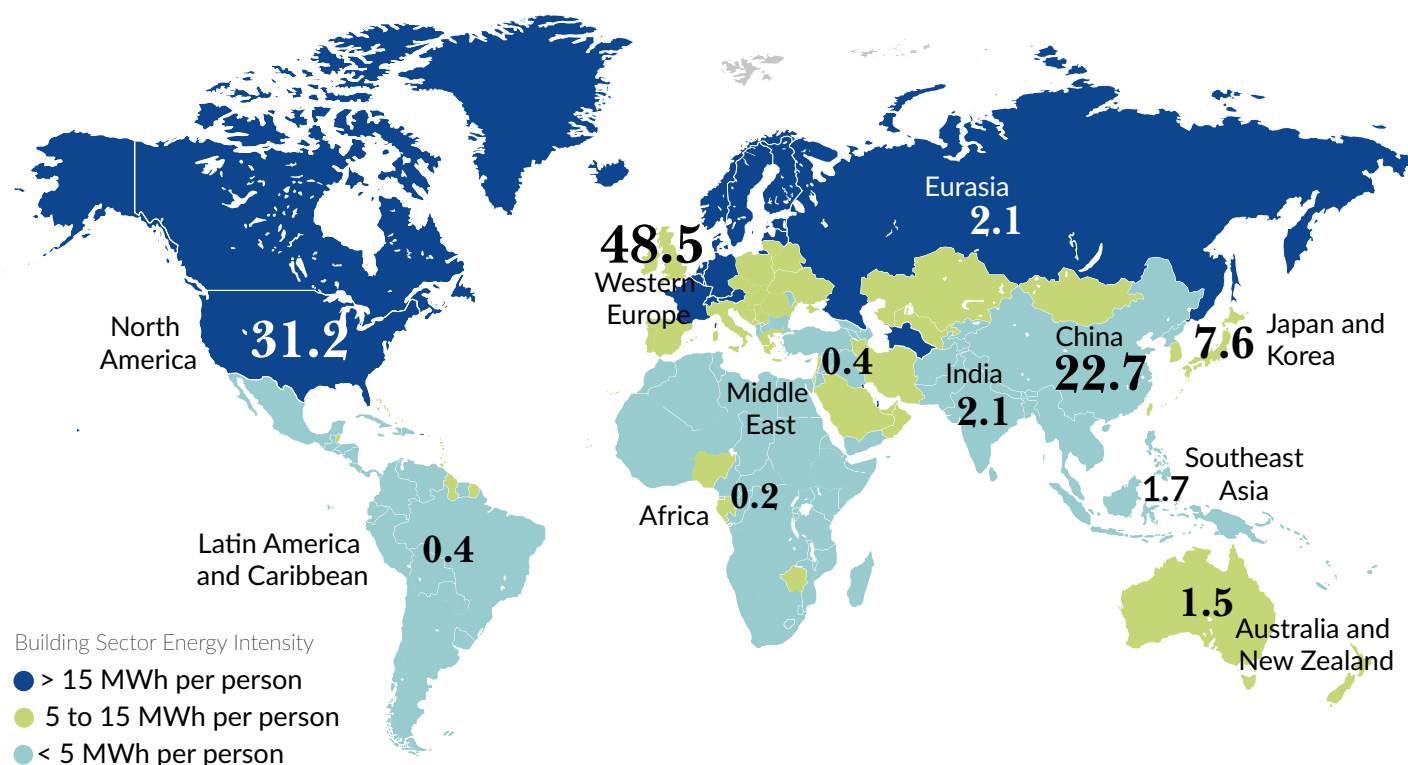 Eurasia
2.1
48.5
Western
Europe
North
America
31.2
China
22.7
7.6
Japan and
Korea
0.4
Middle
East
India
2.1
Southeast
Asia
1.7
Africa
0.2
Latin America
and Caribbean
0.4
1.5
Australia and
New Zealand
Building Sector Energy Intensity
> 15 MWh per person
5 to 15 MWh per person
< 5 MWh per person